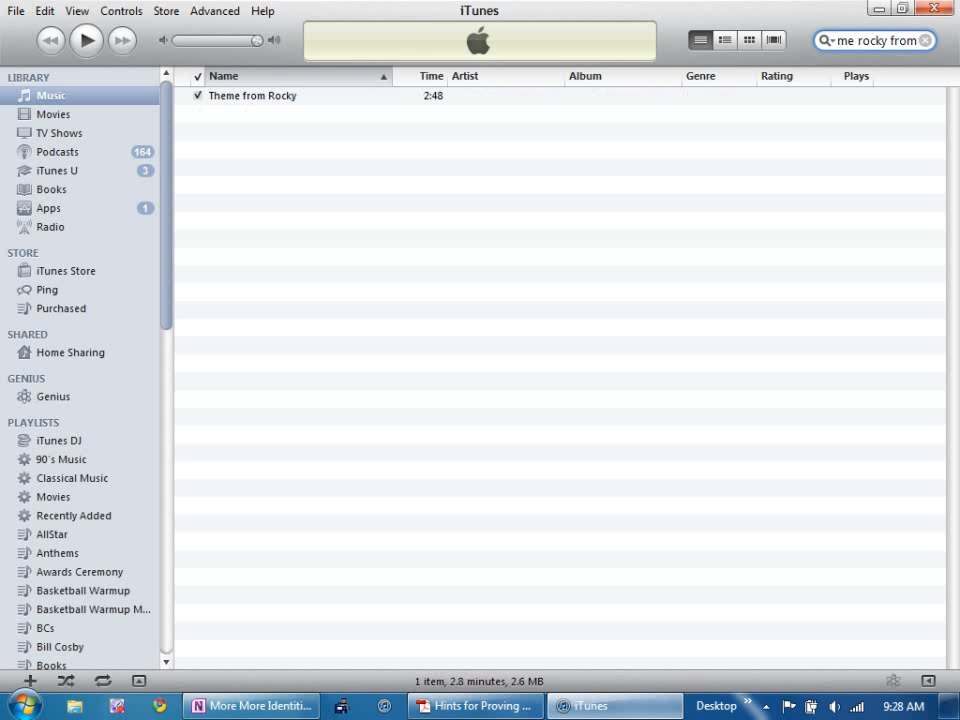 File Edit View Controls Store Advanced Help
iTunes
me rocky from
LIBRARY
Music
Movies
TV Shows
Podcasts 164
iTunes U 3
Books
Apps 1
Radio
STORE
iTunes Store
Ping
Purchased
SHARED
Home Sharing
GENIUS
Genius
PLAYLISTS
iTunes DJ
90's Music
Classical Music
Movies
Recently Added
AllStar
Anthems
Awards Ceremony
Basketball Warmup
Basketball Warmup M...
BCs
Bill Cosby
Books
✓ Name Time Artist Album Genre Rating Plays
Theme from Rocky 2:48
1 item, 2.8 minutes, 2.6 MB
N More More Identiti... Hints for Proving ... iTunes Desktop » 9:28 AM